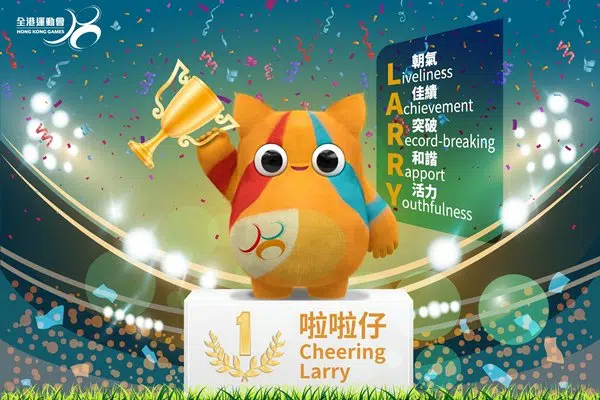 全港運動會
HONG KONG GAMES
朝氣
Liveliness
佳績
Achievement
突破
Record-breaking
和諧
Rapport
活力
Youthfulness
1
啦啦仔
Cheering
Larry